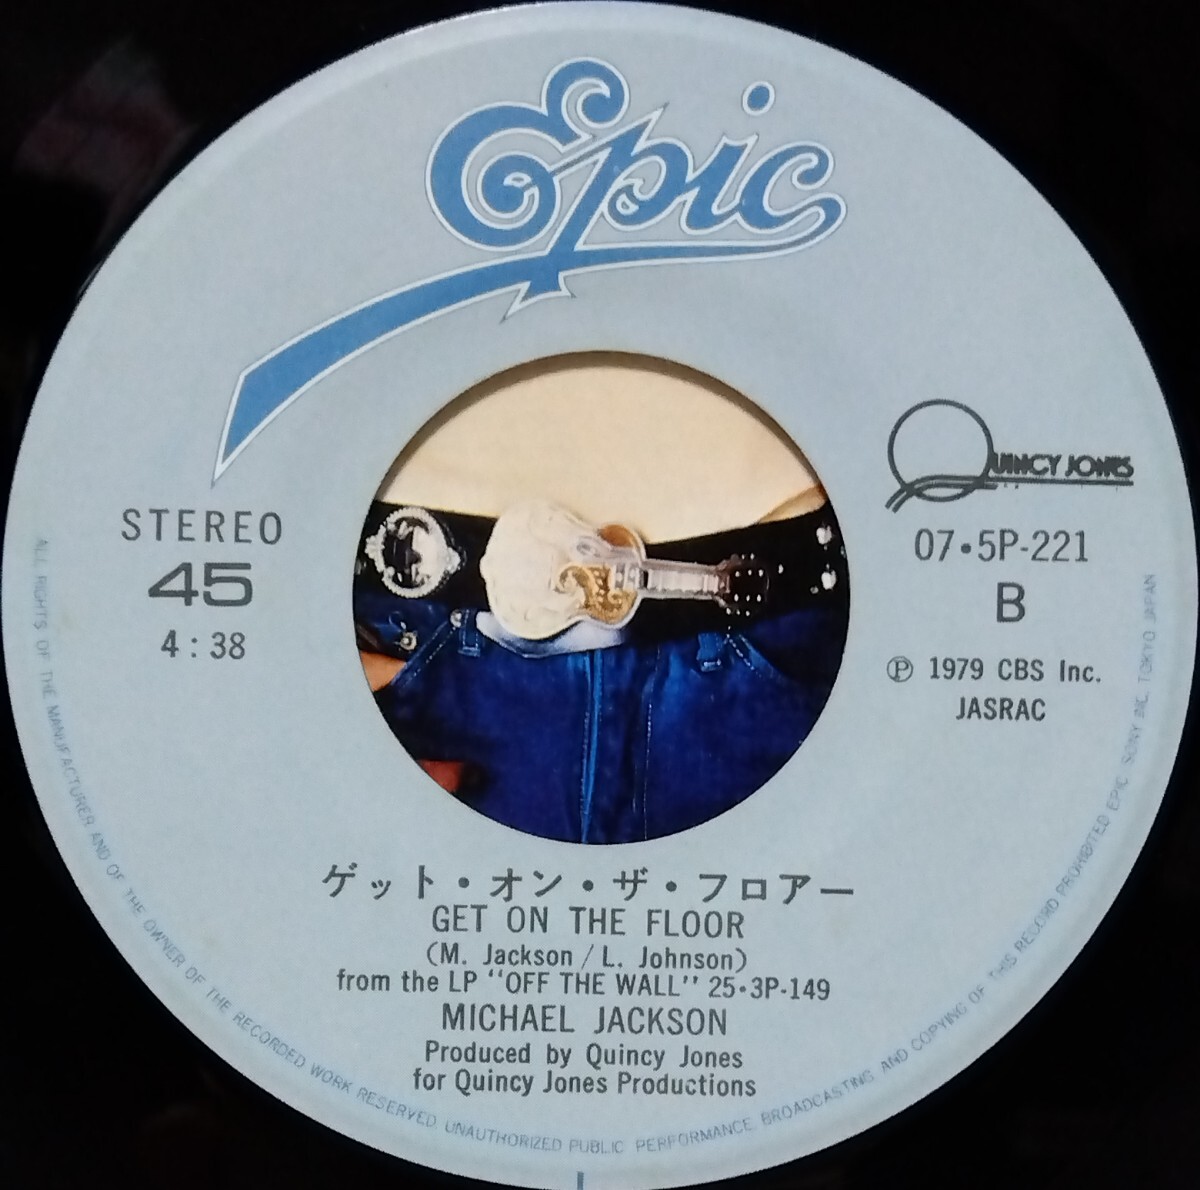 Epic
QUINCY JONES
STEREO
45
4:38
07•5P-221
B
Ⓟ 1979 CBS Inc.
JASRAC
ゲット・オン・ザ・フロアー
GET ON THE FLOOR
(M. Jackson / L. Johnson)
from the LP "OFF THE WALL" 25•3P-149
MICHAEL JACKSON
Produced by Quincy Jones
for Quincy Jones Productions
ALL RIGHTS OF THE MANUFACTURER AND OF THE OWNER OF THE RECORDED WORK RESERVED. UNAUTHORIZED PUBLIC PERFORMANCE BROADCASTING AND COPYING OF THIS RECORD PROHIBITED EPIC SONY INC. TOKYO JAPAN